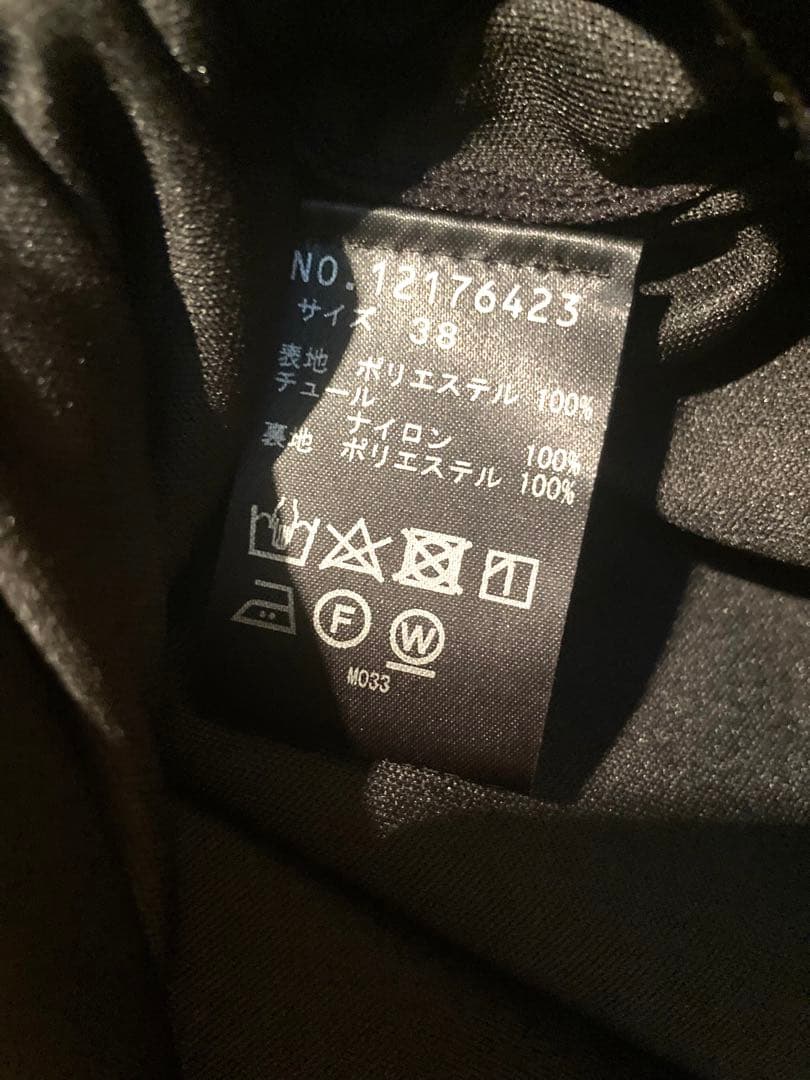 NO.12176423
サイズ 38
表地 ポリエステル 100%
チュール
ナイロン 100%
裏地 ポリエステル 100%
1
F W
M033